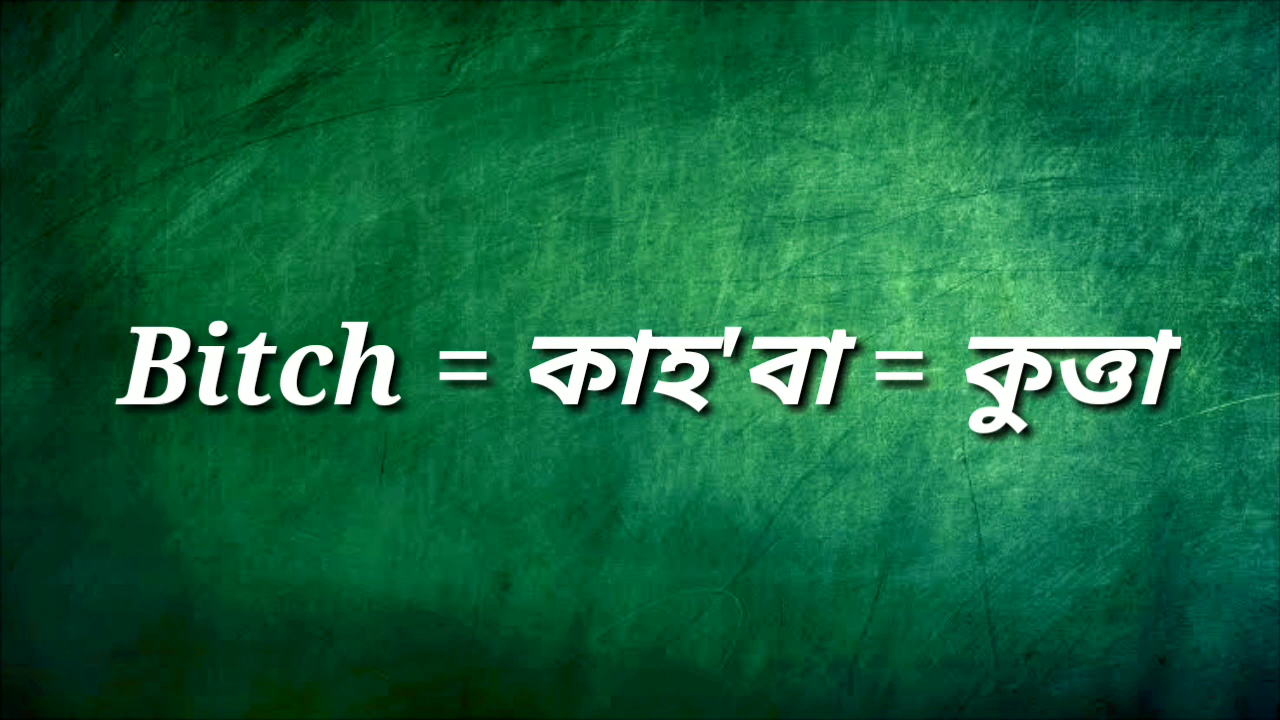 Bitch = কাহ'বা = কুত্তা